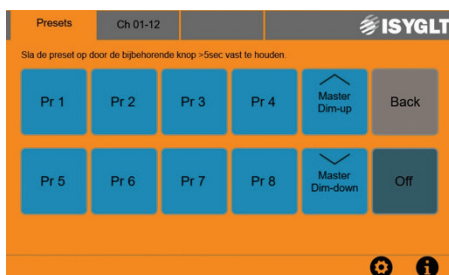 Presets
Ch 01-12
ISYGLT
Sla de preset op door de bijbehorende knop >5sec vast te houden.
Pr 1
Pr 2
Pr 3
Pr 4
Master
Dim-up
Back
Pr 5
Pr 6
Pr 7
Pr 8
Master
Dim-down
Off
i